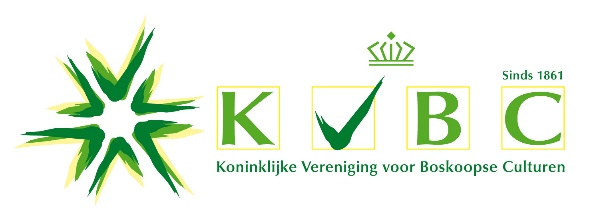 Sinds 1861
K V B C
Koninklijke Vereniging voor Boskoopse Culturen